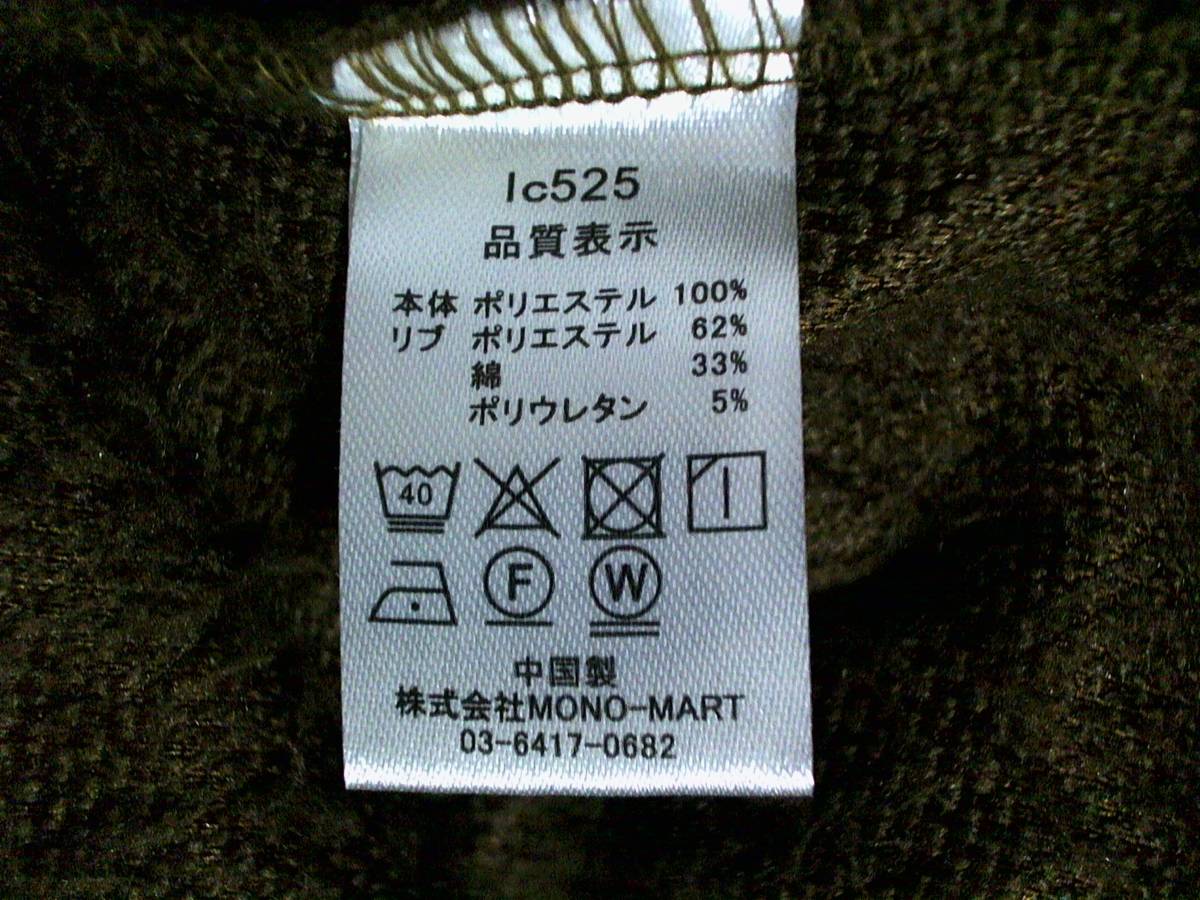 lc525
品質表示
本体 ポリエステル 100%
リブ ポリエステル 62%
綿 33%
ポリウレタン 5%
40
F W
中国製
株式会社MONO-MART
03-6417-0682